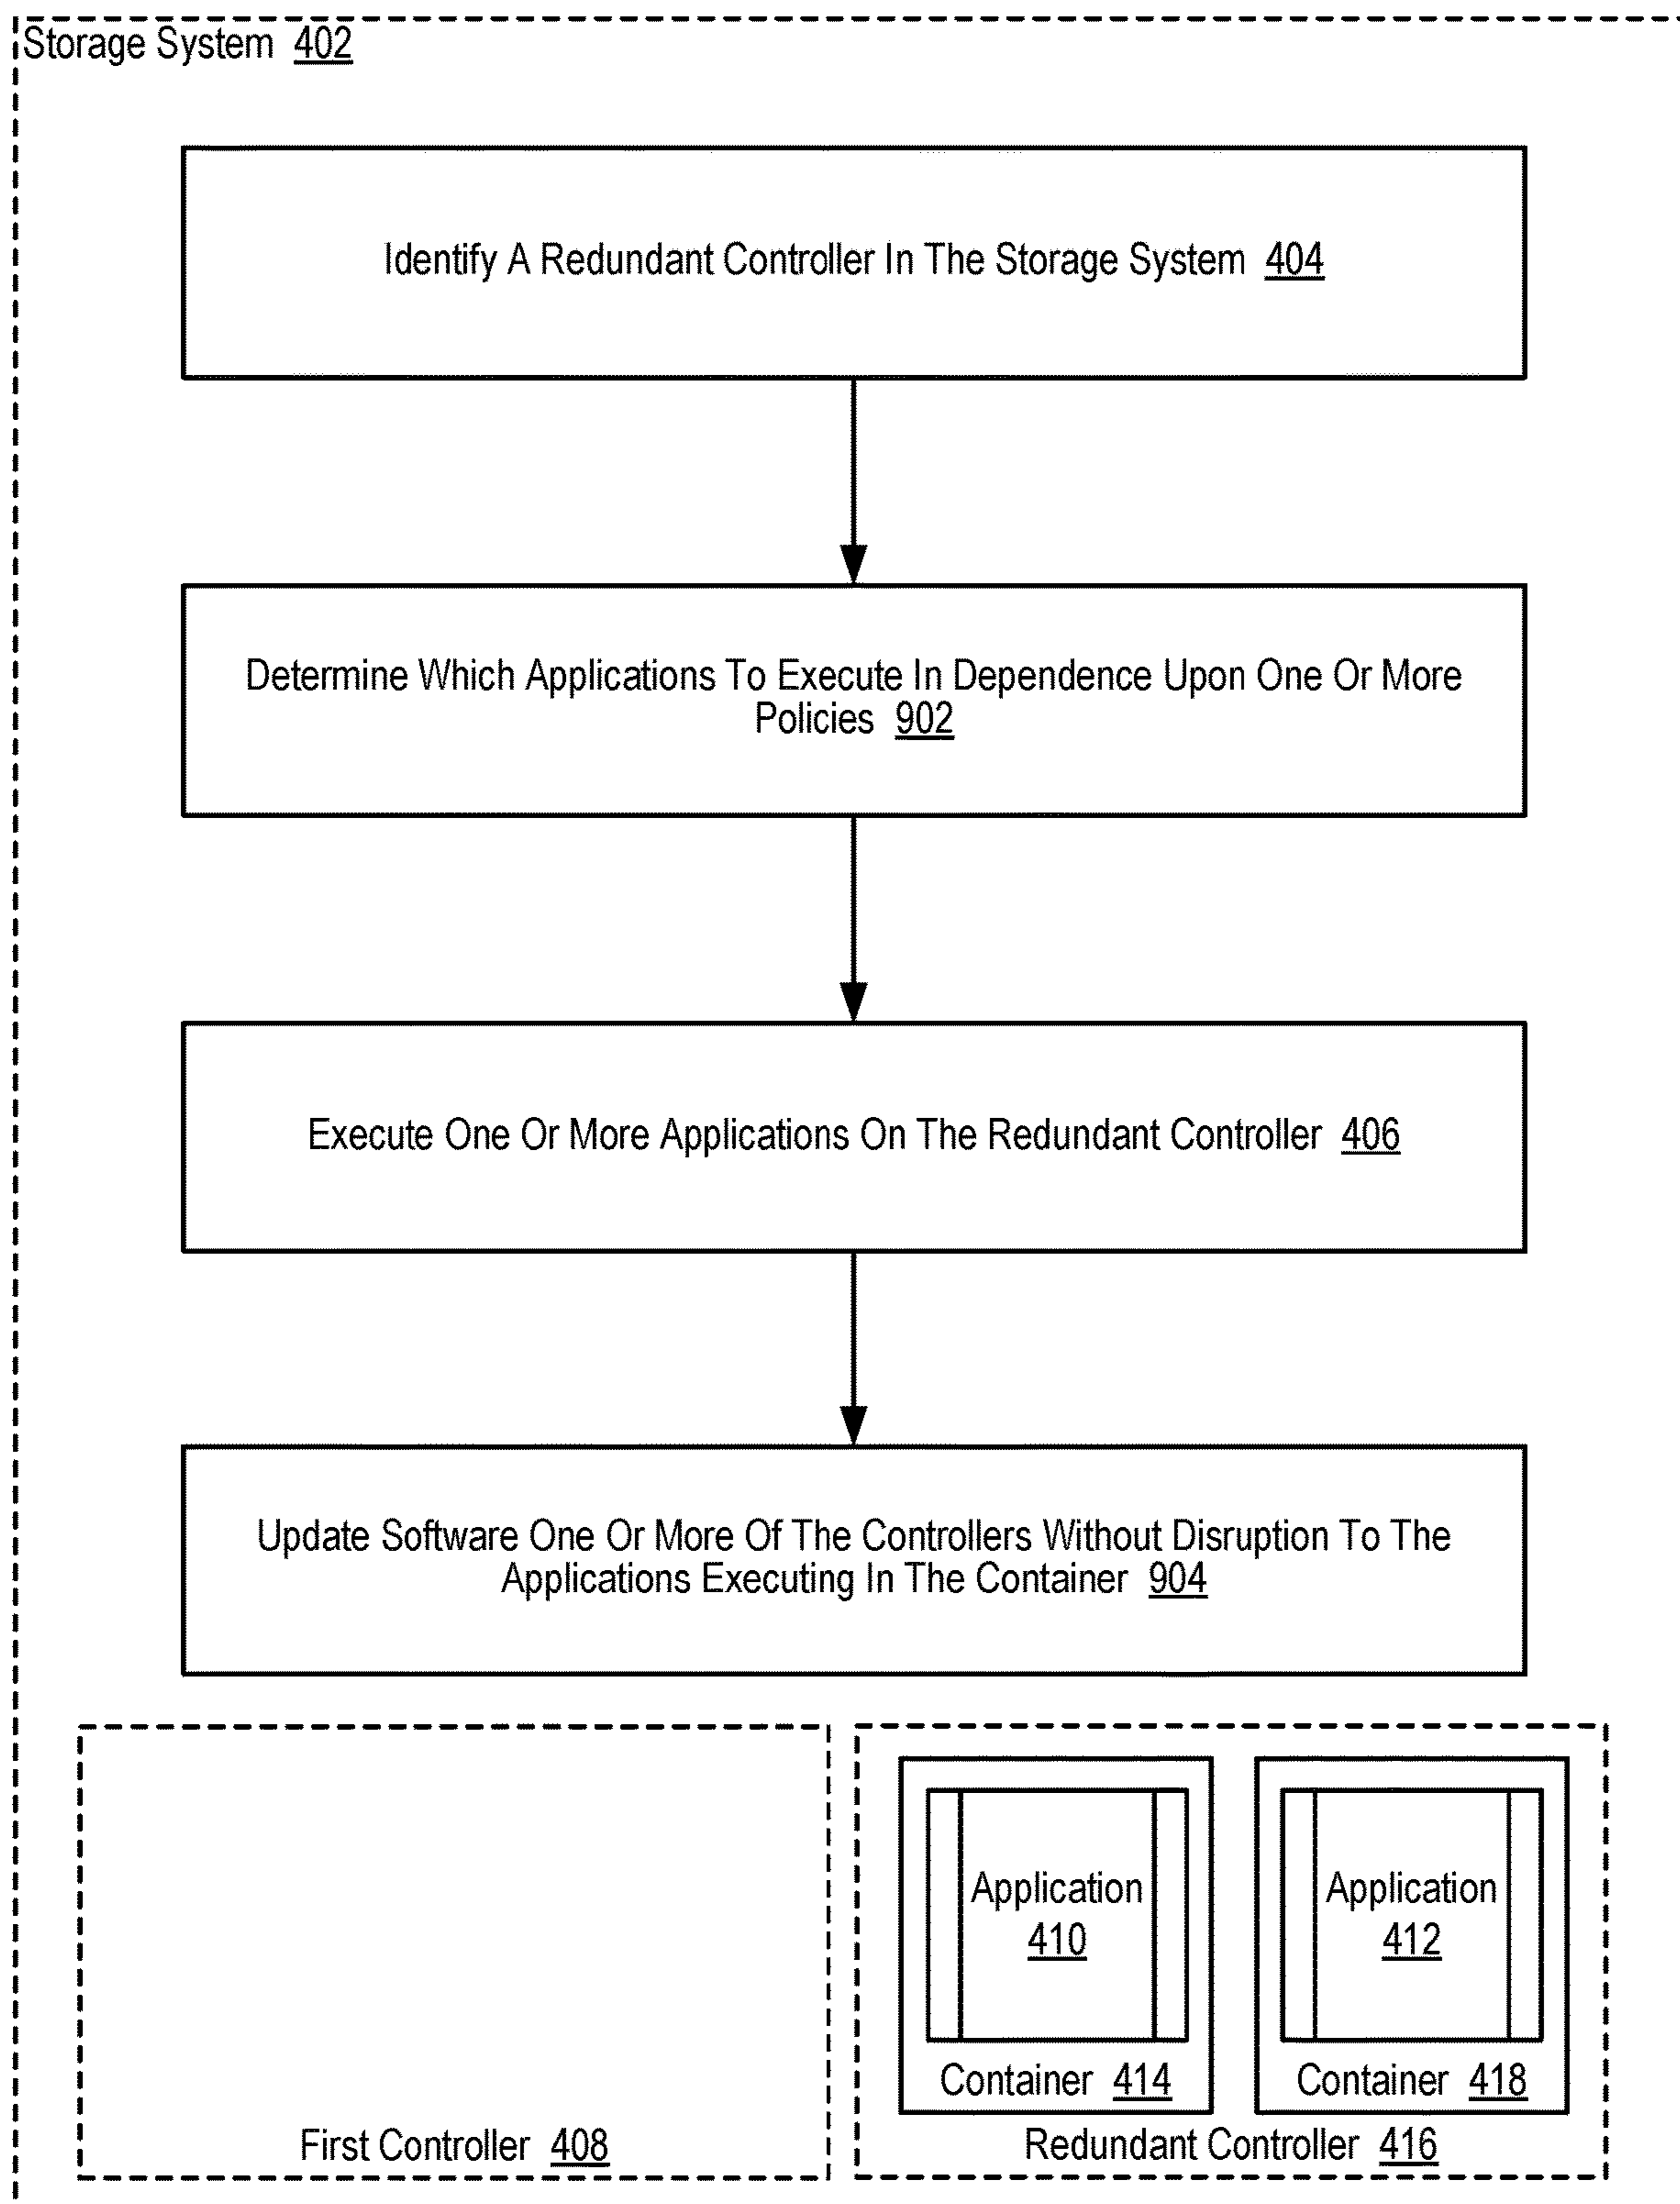 Storage System 402
Identify A Redundant Controller In The Storage System 404
Determine Which Applications To Execute In Dependence Upon One Or More
Policies 902
Execute One Or More Applications On The Redundant Controller 406
Update Software One Or More Of The Controllers Without Disruption To The
Applications Executing In The Container 904
First Controller 408
Application
410
Container 414
Application
412
Container 418
Redundant Controller 416